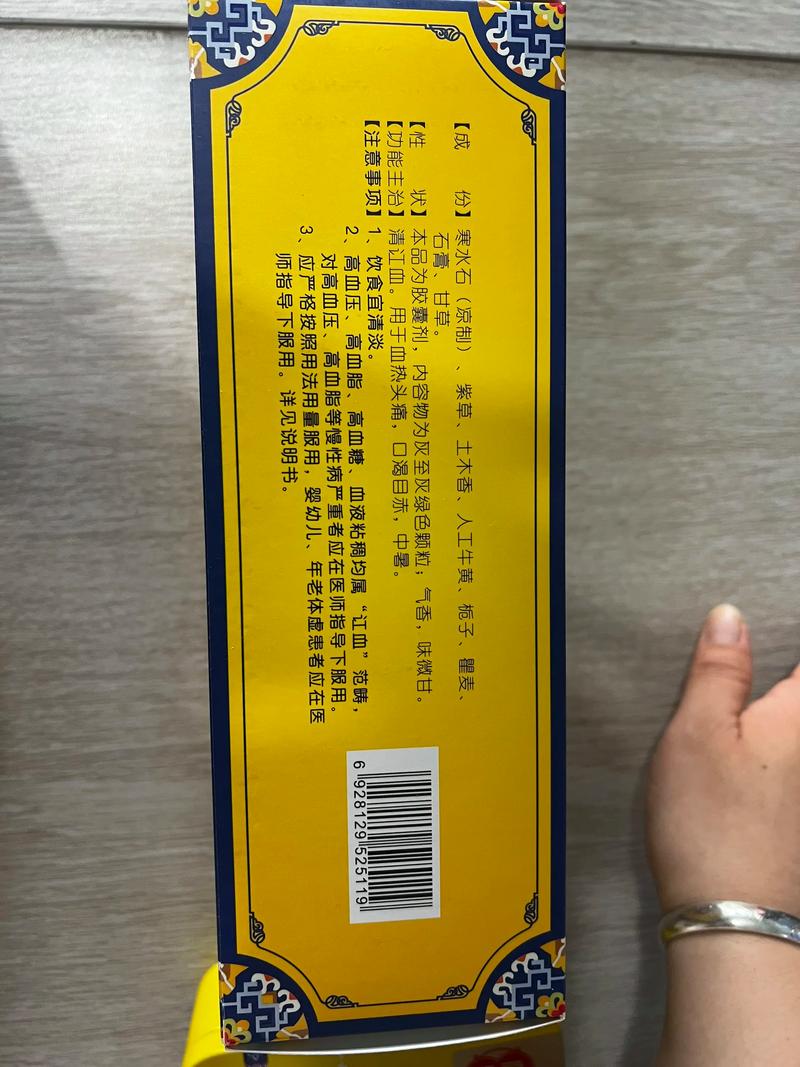 【成　　份】寒水石（凉制）、紫草、土木香、人工牛黄、栀子、瞿麦、
石膏、甘草。
【性　　状】本品为胶囊剂，内容物为灰至灰绿色颗粒；气香，味微甘。
【功能主治】清讧血。用于血热头痛，口渴目赤，中暑。
【注意事项】1、饮食宜清淡。
2、高血压、高血脂、高血糖、血液粘稠均属“讧血”范畴，
对高血压、高血脂等慢性病严重者应在医师指导下服用。
3、应严格按照用法用量服用，婴幼儿、年老体虚患者应在医
师指导下服用。详见说明书。
6 928129 525119